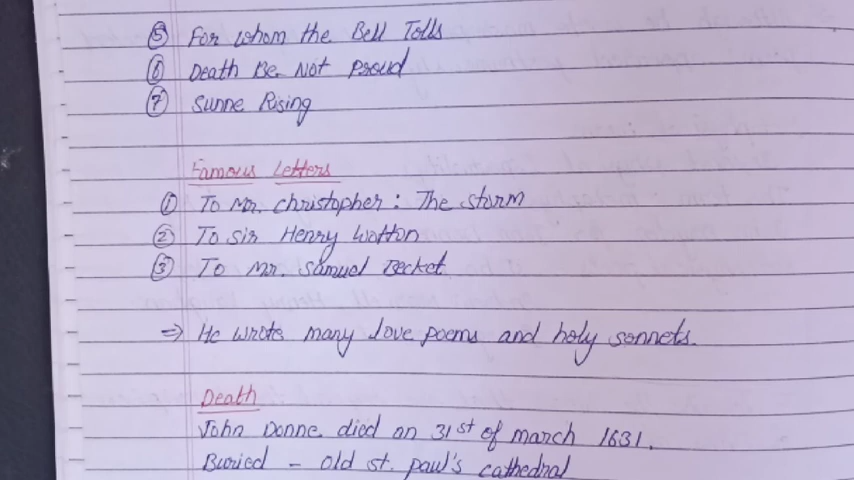 ⑤ For whom the Bell Tolls
⑥ Death Be Not Proud
⑦ Sunne Rising
Famous Letters
① To Mr. Christopher : The storm
② To Sir Henry Wotton
③ To Mr. Samuel Becket
⇒ He wrote many love poems and holy sonnets.
Death
John Donne died on 31st of march 1631.
Buried - old st. paul's cathedral